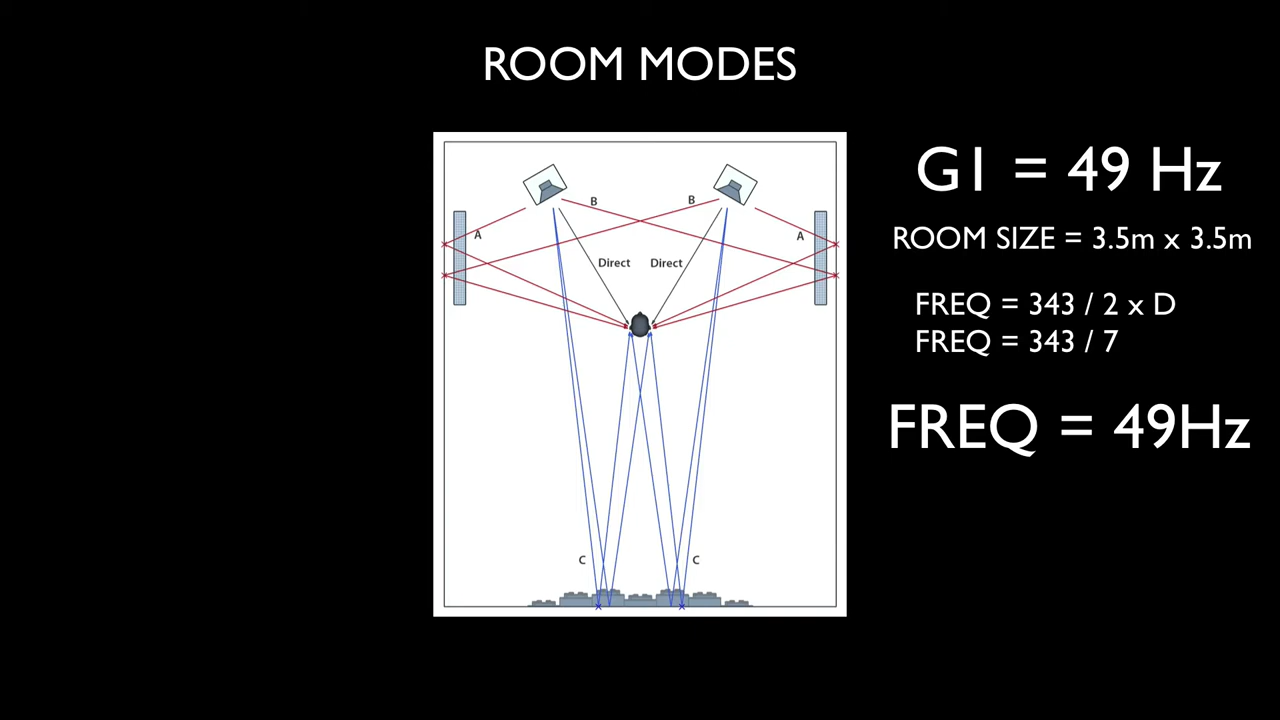 ROOM MODES
B
B
A
A
Direct
Direct
C
C
G1 = 49 Hz
ROOM SIZE = 3.5m x 3.5m
FREQ = 343 / 2 x D
FREQ = 343 / 7
FREQ = 49Hz